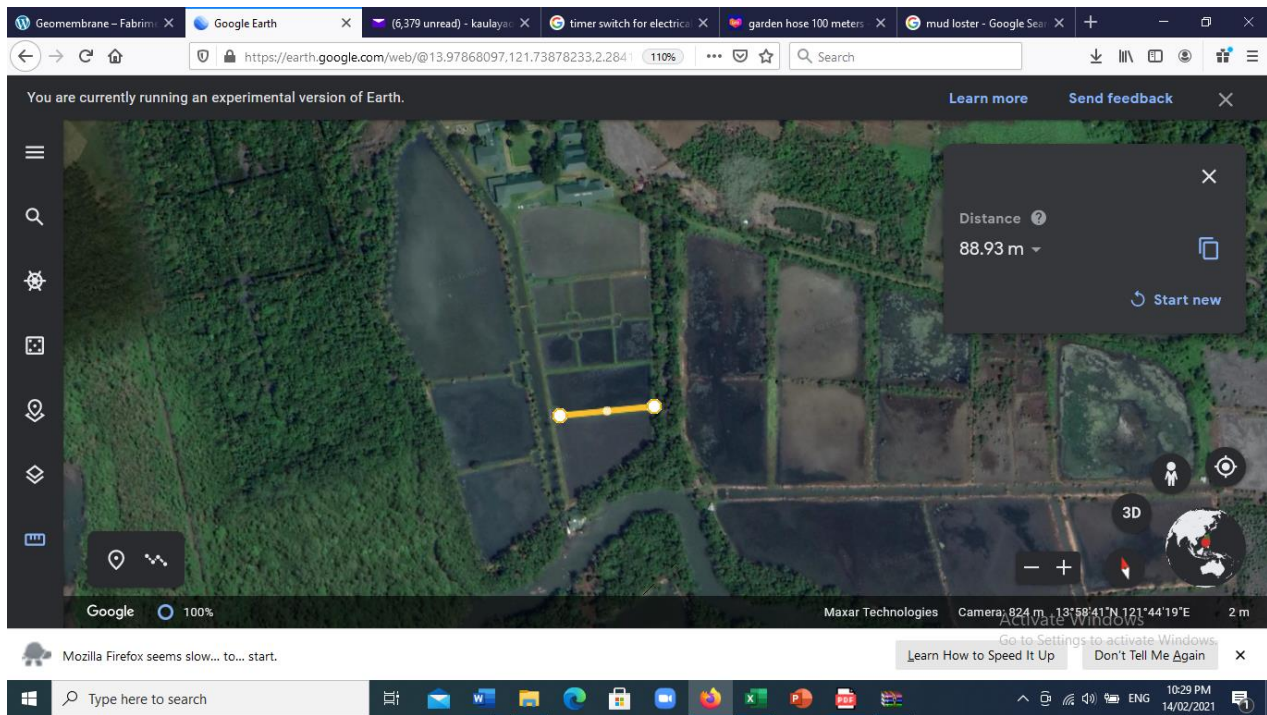 Geomembrane – Fabrim
Google Earth
(6,379 unread) - kaulayao
timer switch for electrical
garden hose 100 meters
mud loster - Google Sear
https://earth.google.com/web/@13.97868097,121.73878233,2.2841
110%
Search
You are currently running an experimental version of Earth.
Learn more
Send feedback
Distance
88.93 m
Start new
3D
Google
100%
Maxar Technologies
Camera: 824 m
13°58'41"N 121°44'19"E
2 m
Activate Windows
Go to Settings to activate Windows.
Mozilla Firefox seems slow... to... start.
Learn How to Speed It Up
Don't Tell Me Again
Type here to search
ENG
10:29 PM
14/02/2021